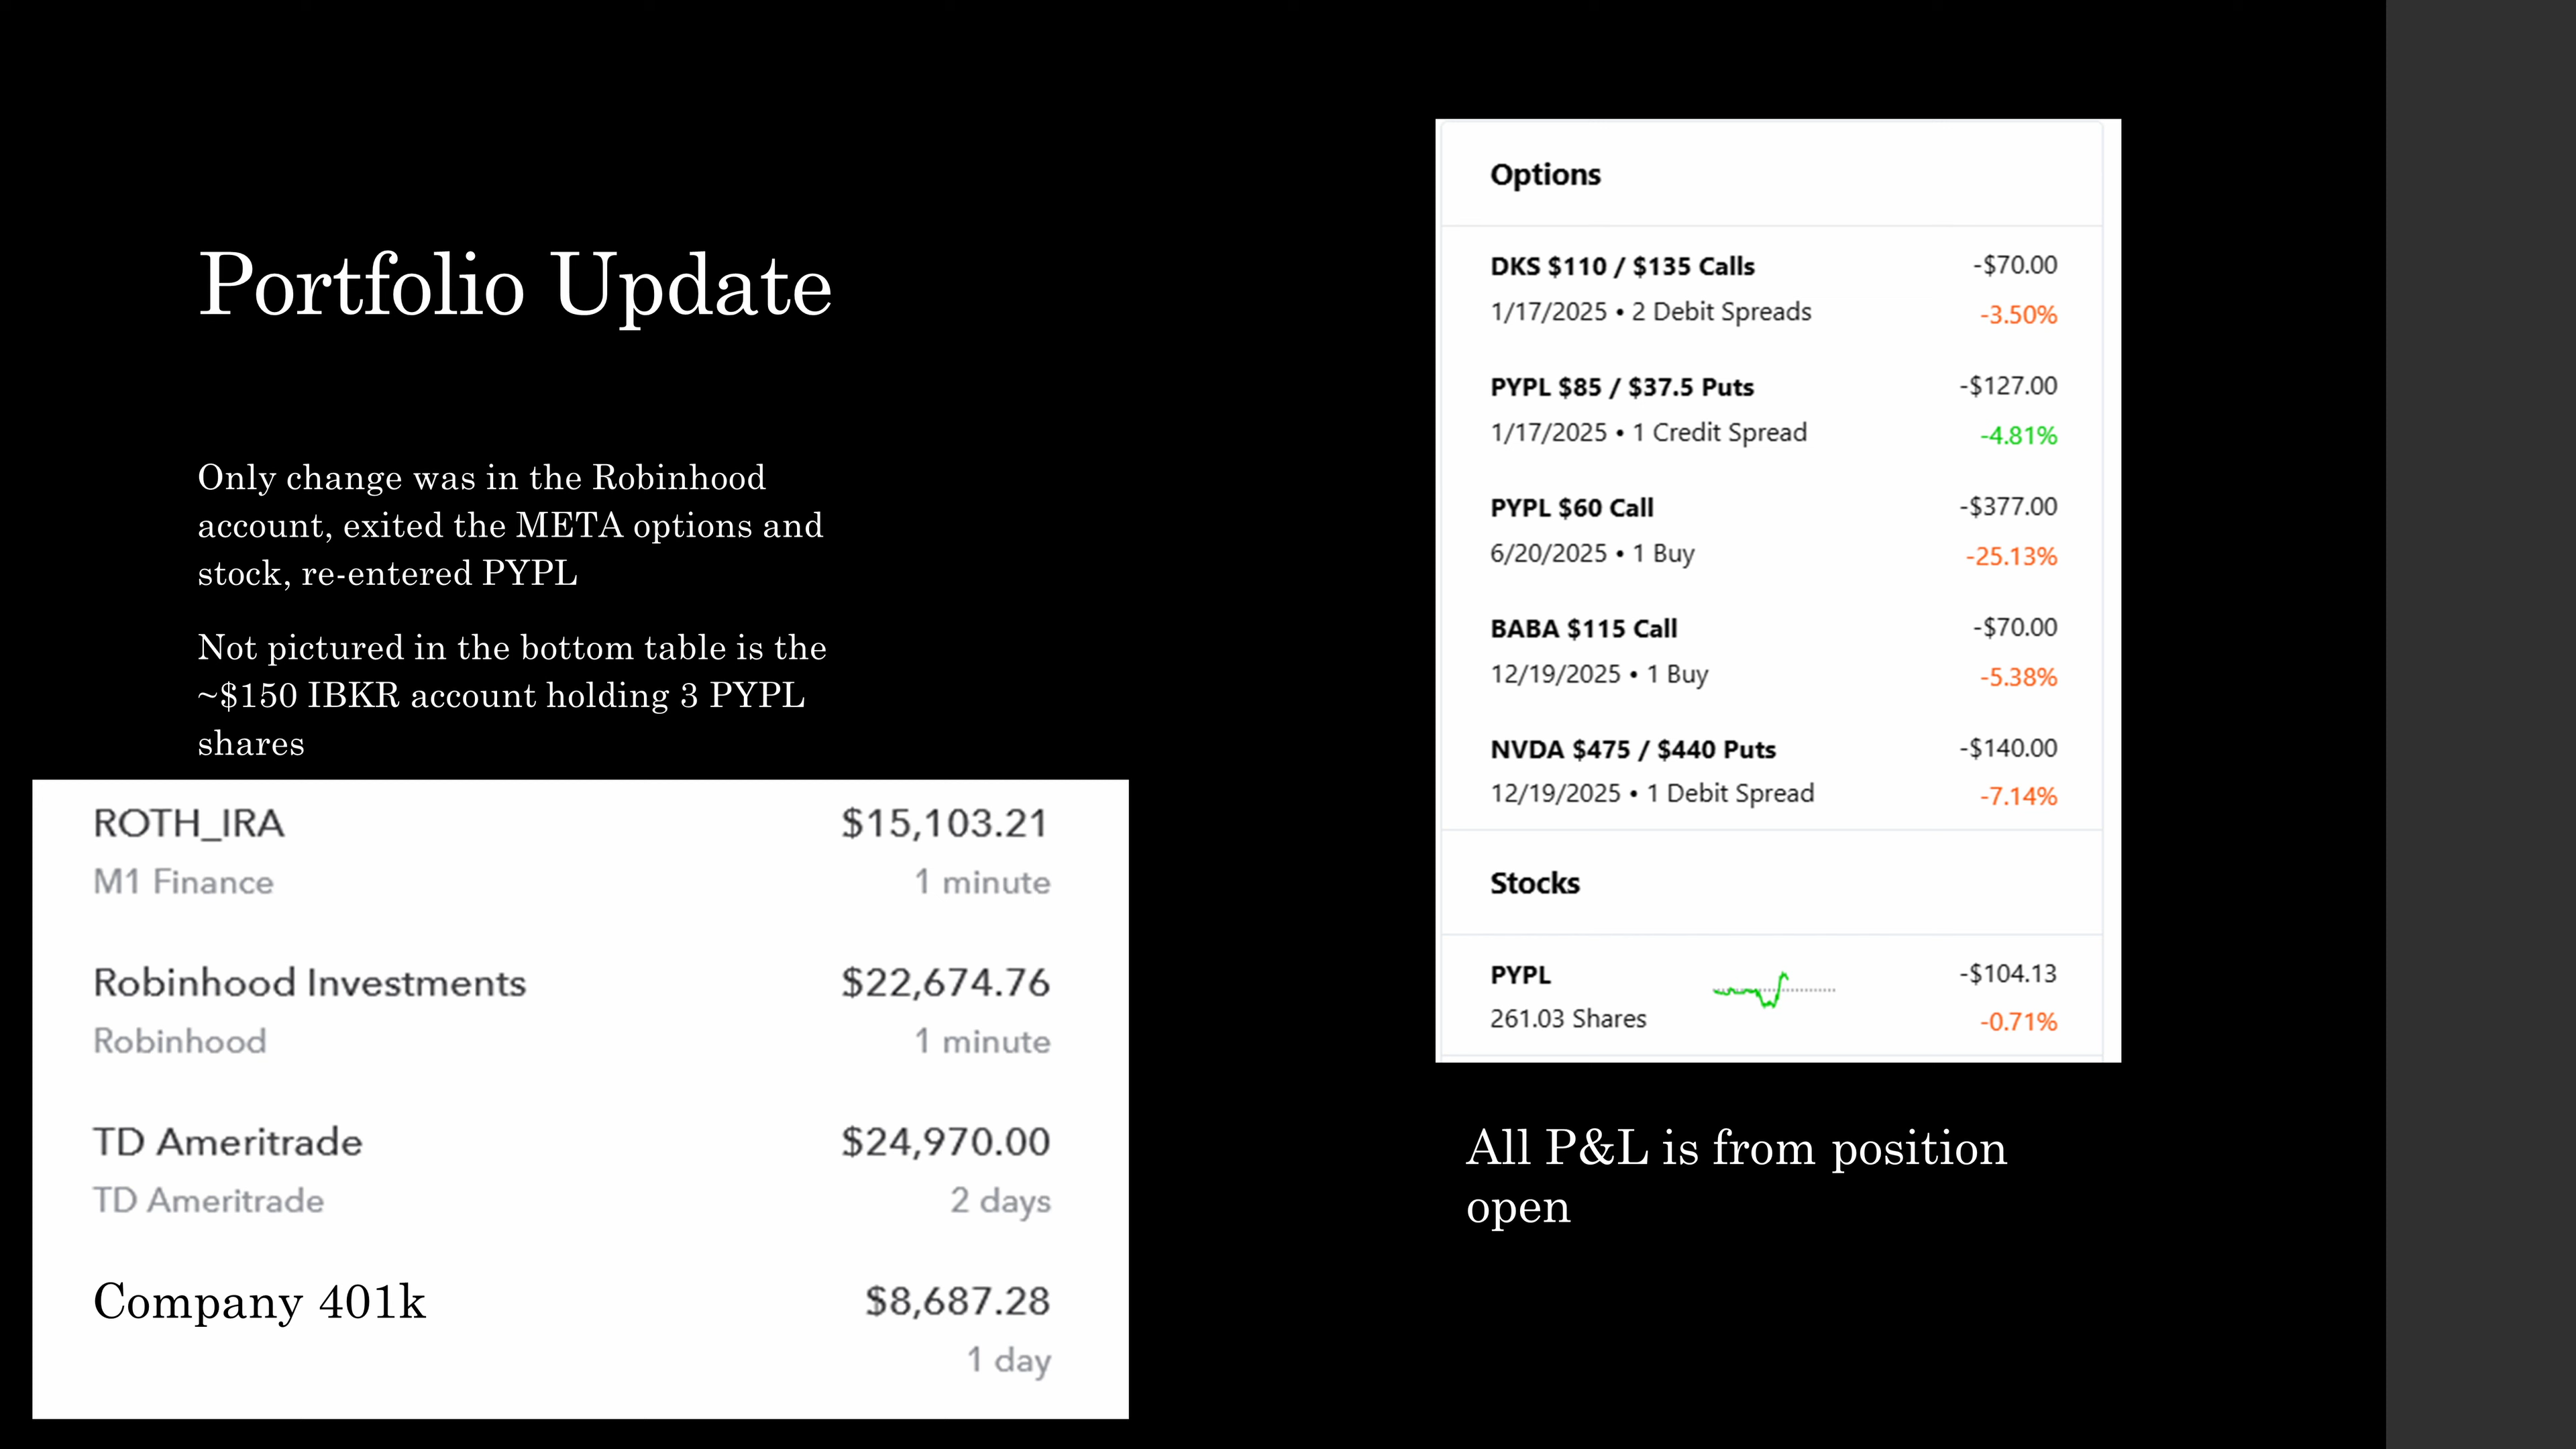 Portfolio Update
Only change was in the Robinhood
account, exited the META options and
stock, re-entered PYPL
Not pictured in the bottom table is the
~$150 IBKR account holding 3 PYPL
shares
ROTH_IRA $15,103.21
M1 Finance 1 minute
Robinhood Investments $22,674.76
Robinhood 1 minute
TD Ameritrade $24,970.00
TD Ameritrade 2 days
Company 401k $8,687.28
1 day
Options
DKS $110 / $135 Calls -$70.00
1/17/2025 • 2 Debit Spreads -3.50%
PYPL $85 / $37.5 Puts -$127.00
1/17/2025 • 1 Credit Spread -4.81%
PYPL $60 Call -$377.00
6/20/2025 • 1 Buy -25.13%
BABA $115 Call -$70.00
12/19/2025 • 1 Buy -5.38%
NVDA $475 / $440 Puts -$140.00
12/19/2025 • 1 Debit Spread -7.14%
Stocks
PYPL -$104.13
261.03 Shares -0.71%
All P&L is from position
open